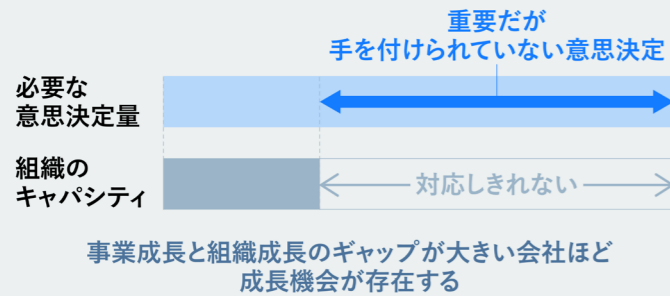 重要だが
手を付けられていない意思決定
必要な
意思決定量
組織の
キャパシティ
対応しきれない
事業成長と組織成長のギャップが大きい会社ほど
成長機会が存在する